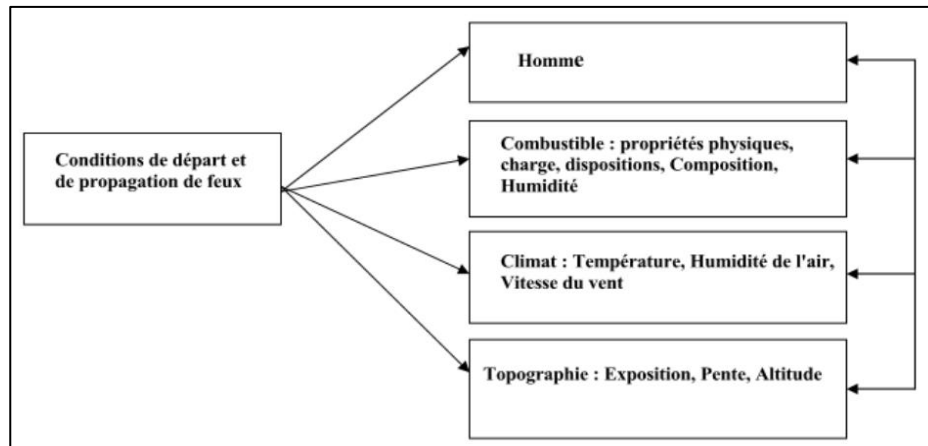 Homme
Conditions de départ et
de propagation de feux
Combustible : propriétés physiques,
charge, dispositions, Composition,
Humidité
Climat : Température, Humidité de l'air,
Vitesse du vent
Topographie : Exposition, Pente, Altitude